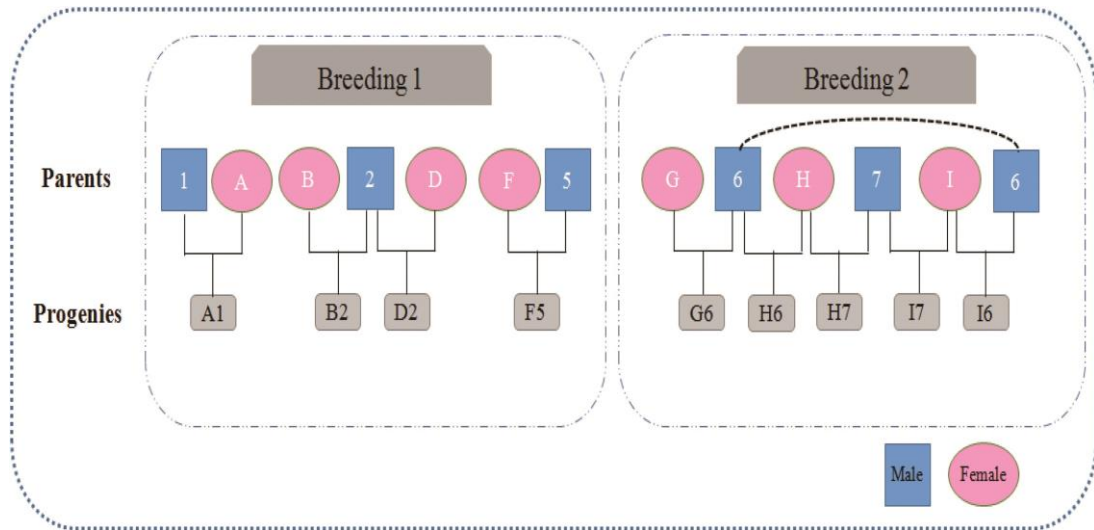 Breeding 1
Breeding 2
Parents
1 A B 2 D F 5
G 6 H 7 I 6
Progenies
A1 B2 D2 F5
G6 H6 H7 I7 I6
Male
Female